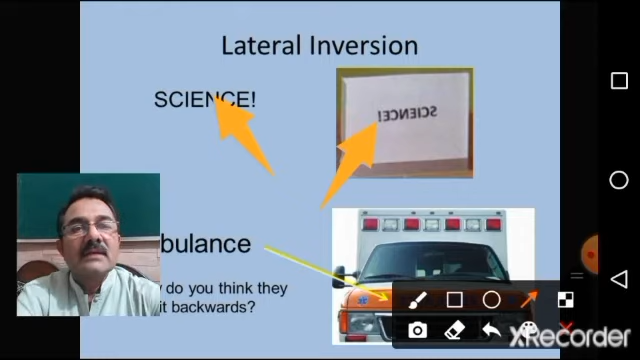 Lateral Inversion
SCIENCE!
SCIENCE!
bulance
do you think they
it backwards?
XRecorder